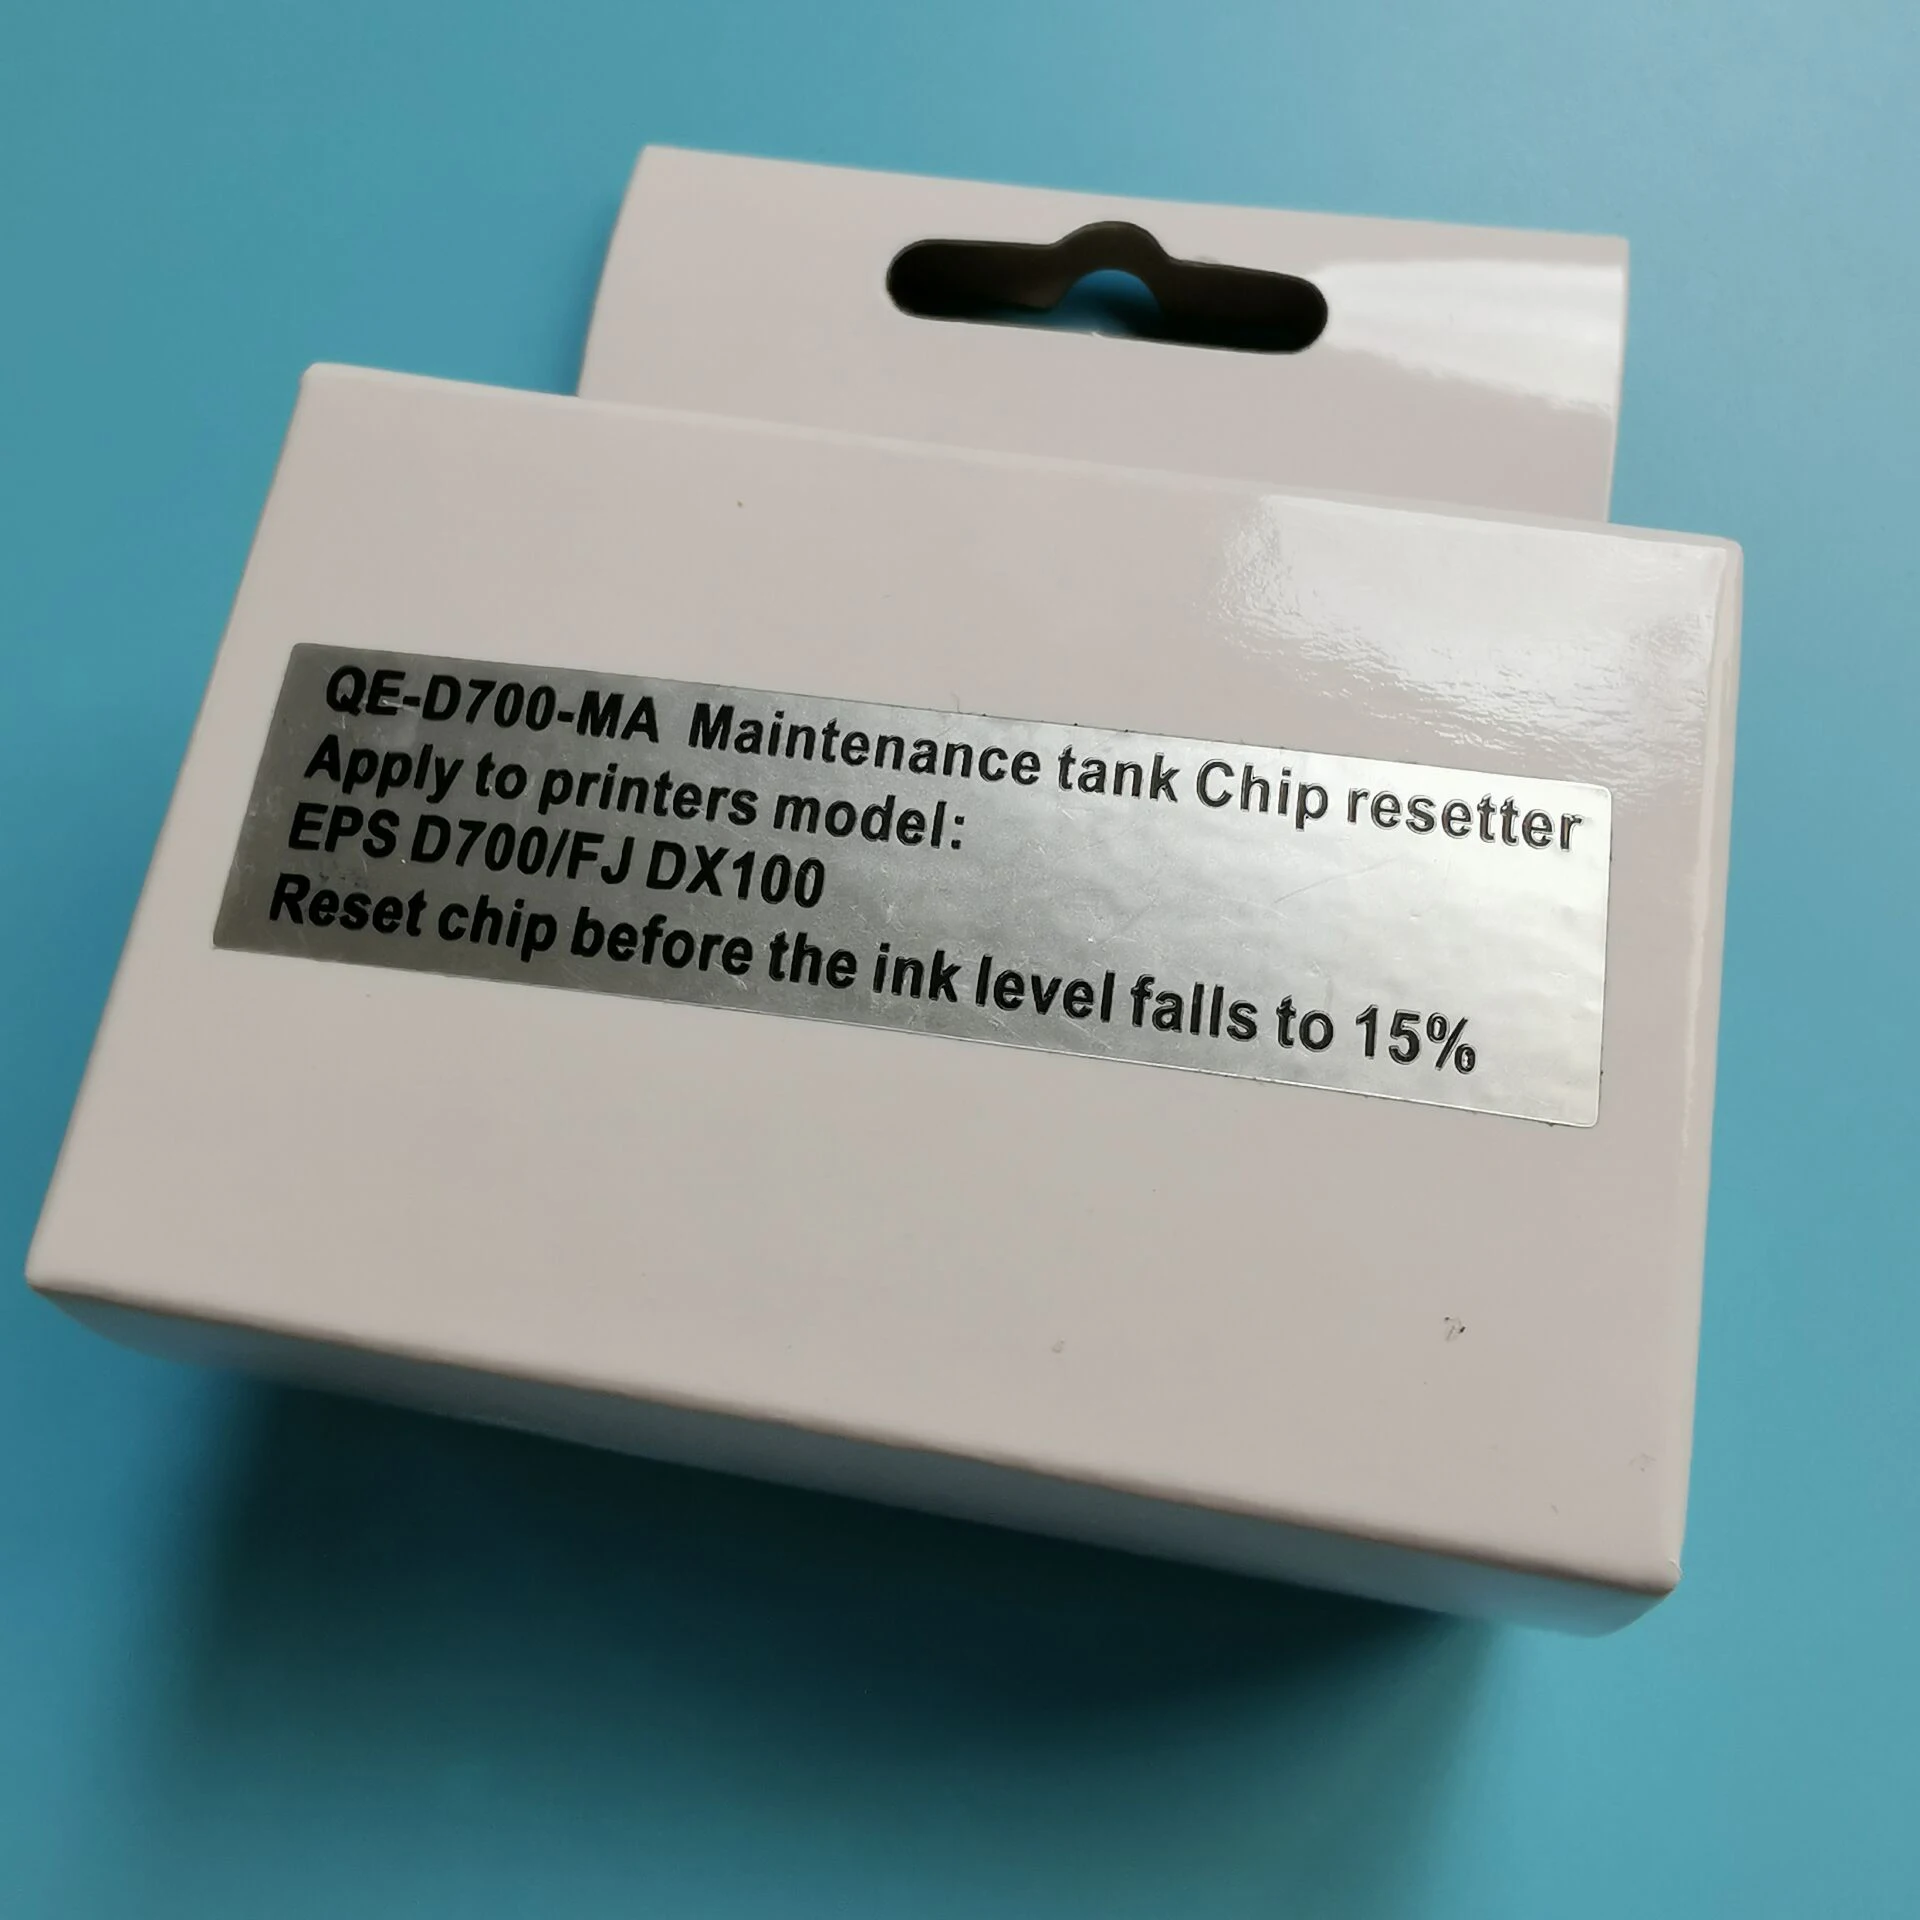 QE-D700-MA Maintenance tank Chip resetter
Apply to printers model:
EPS D700/FJ DX100
Reset chip before the ink level falls to 15%